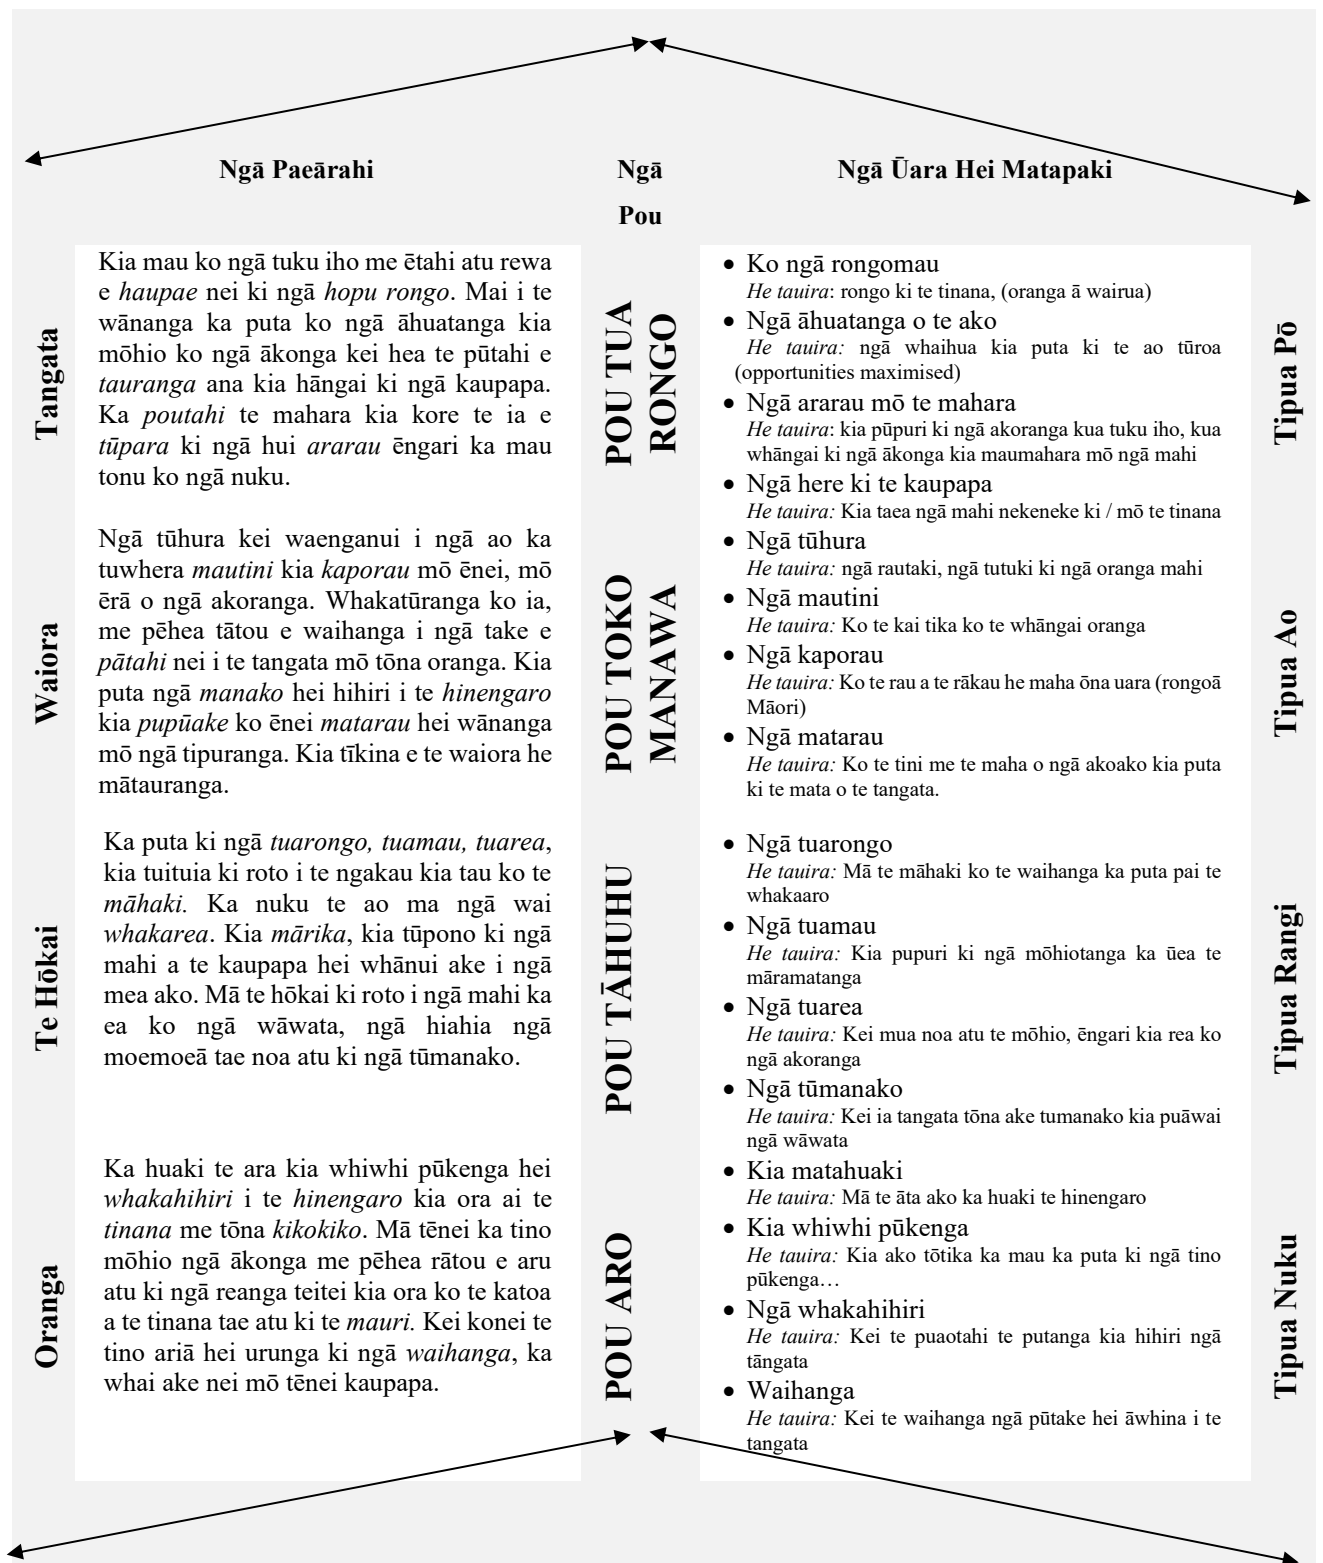 Ngā Paeārahi
Ngā
Pou
Ngā Ūara Hei Matapaki
Tangata
Kia mau ko ngā tuku iho me ētahi atu rewa
e haupae nei ki ngā hopu rongo. Mai i te
wānanga ka puta ko ngā āhuatanga kia
mōhio ko ngā ākonga kei hea te pūtahi e
tauranga ana kia hāngai ki ngā kaupapa.
Ka poutahi te mahara kia kore te ia e
tūpara ki ngā hui ararau ēngari ka mau
tonu ko ngā nuku.
POU TUA
RONGO
• Ko ngā rongomau
He tauira: rongo ki te tinana, (oranga ā wairua)
• Ngā āhuatanga o te ako
He tauira: ngā whaihua kia puta ki te ao tūroa
(opportunities maximised)
• Ngā ararau mō te mahara
He tauira: kia pūpuri ki ngā akoranga kua tuku iho, kua
whāngai ki ngā ākonga kia maumahara mō ngā mahi
• Ngā here ki te kaupapa
He tauira: Kia taea ngā mahi nekeneke ki / mō te tinana
Tipua Pō
Waiora
Ngā tūhura kei waenganui i ngā ao ka
tuwhera mautini kia kaporau mō ēnei, mō
ērā o ngā akoranga. Whakatūranga ko ia,
me pēhea tātou e waihanga i ngā take e
pātahi nei i te tangata mō tōna oranga. Kia
puta ngā manako hei hihiri i te hinengaro
kia pupūake ko ēnei matarau hei wānanga
mō ngā tipuranga. Kia tīkina e te waiora he
mātauranga.
POU TOKO
MANAWA
• Ngā tūhura
He tauira: ngā rautaki, ngā tutuki ki ngā oranga mahi
• Ngā mautini
He tauira: Ko te kai tika ko te whāngai oranga
• Ngā kaporau
He tauira: Ko te rau a te rākau he maha ōna uara (rongoā
Māori)
• Ngā matarau
He tauira: Ko te tini me te maha o ngā akoako kia puta
ki te mata o te tangata.
Tipua Ao
Te Hōkai
Ka puta ki ngā tuarongo, tuamau, tuarea,
kia tuituia ki roto i te ngakau kia tau ko te
māhaki. Ka nuku te ao ma ngā wai
whakarea. Kia mārika, kia tūpono ki ngā
mahi a te kaupapa hei whānui ake i ngā
mea ako. Mā te hōkai ki roto i ngā mahi ka
ea ko ngā wāwata, ngā hiahia ngā
moemoeā tae noa atu ki ngā tūmanako.
POU TĀHUHU
• Ngā tuarongo
He tauira: Mā te māhaki ko te waihanga ka puta pai te
whakaaro
• Ngā tuamau
He tauira: Kia pupuri ki ngā mōhiotanga ka ūea te
māramatanga
• Ngā tuarea
He tauira: Kei mua noa atu te mōhio, ēngari kia rea ko
ngā akoranga
• Ngā tūmanako
He tauira: Kei ia tangata tōna ake tumanako kia puāwai
ngā wāwata
Tipua Rangi
Oranga
Ka huaki te ara kia whiwhi pūkenga hei
whakahihiri i te hinengaro kia ora ai te
tinana me tōna kikokiko. Mā tēnei ka tino
mōhio ngā ākonga me pēhea rātou e aru
atu ki ngā reanga teitei kia ora ko te katoa
a te tinana tae atu ki te mauri. Kei konei te
tino ariā hei urunga ki ngā waihanga, ka
whai ake nei mō tēnei kaupapa.
POU ARO
• Kia matahuaki
He tauira: Mā te āta ako ka huaki te hinengaro
• Kia whiwhi pūkenga
He tauira: Kia ako tōtika ka mau ka puta ki ngā tino
pūkenga…
• Ngā whakahihiri
He tauira: Kei te puaotahi te putanga kia hihiri ngā
tāngata
• Waihanga
He tauira: Kei te waihanga ngā pūtake hei āwhina i te
tangata
Tipua Nuku